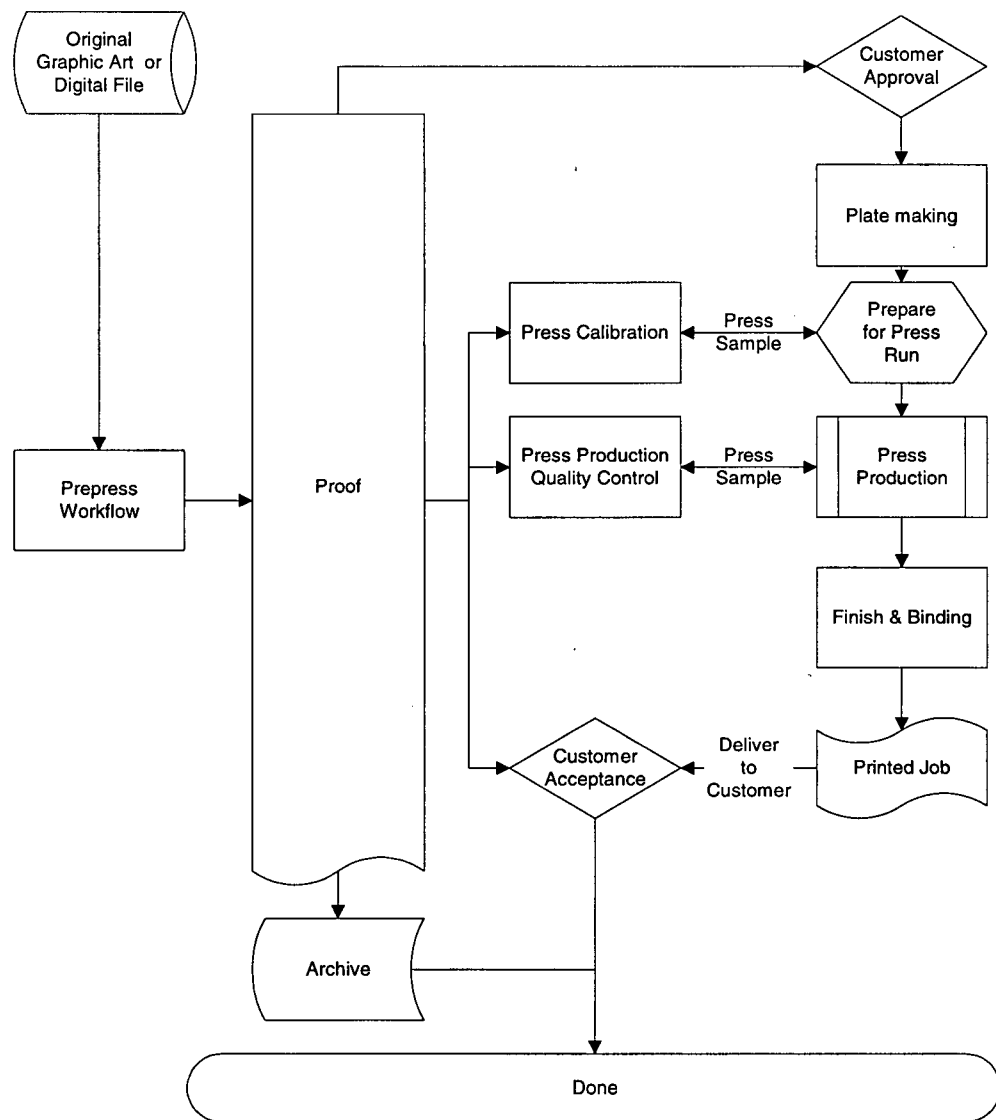 Original
Graphic Art or
Digital File
Customer
Approval
Plate making
Press Calibration
Press
Sample
Prepare
for Press
Run
Prepress
Workflow
Proof
Press Production
Quality Control
Press
Sample
Press
Production
Finish & Binding
Customer
Acceptance
Deliver
to
Customer
Printed Job
Archive
Done